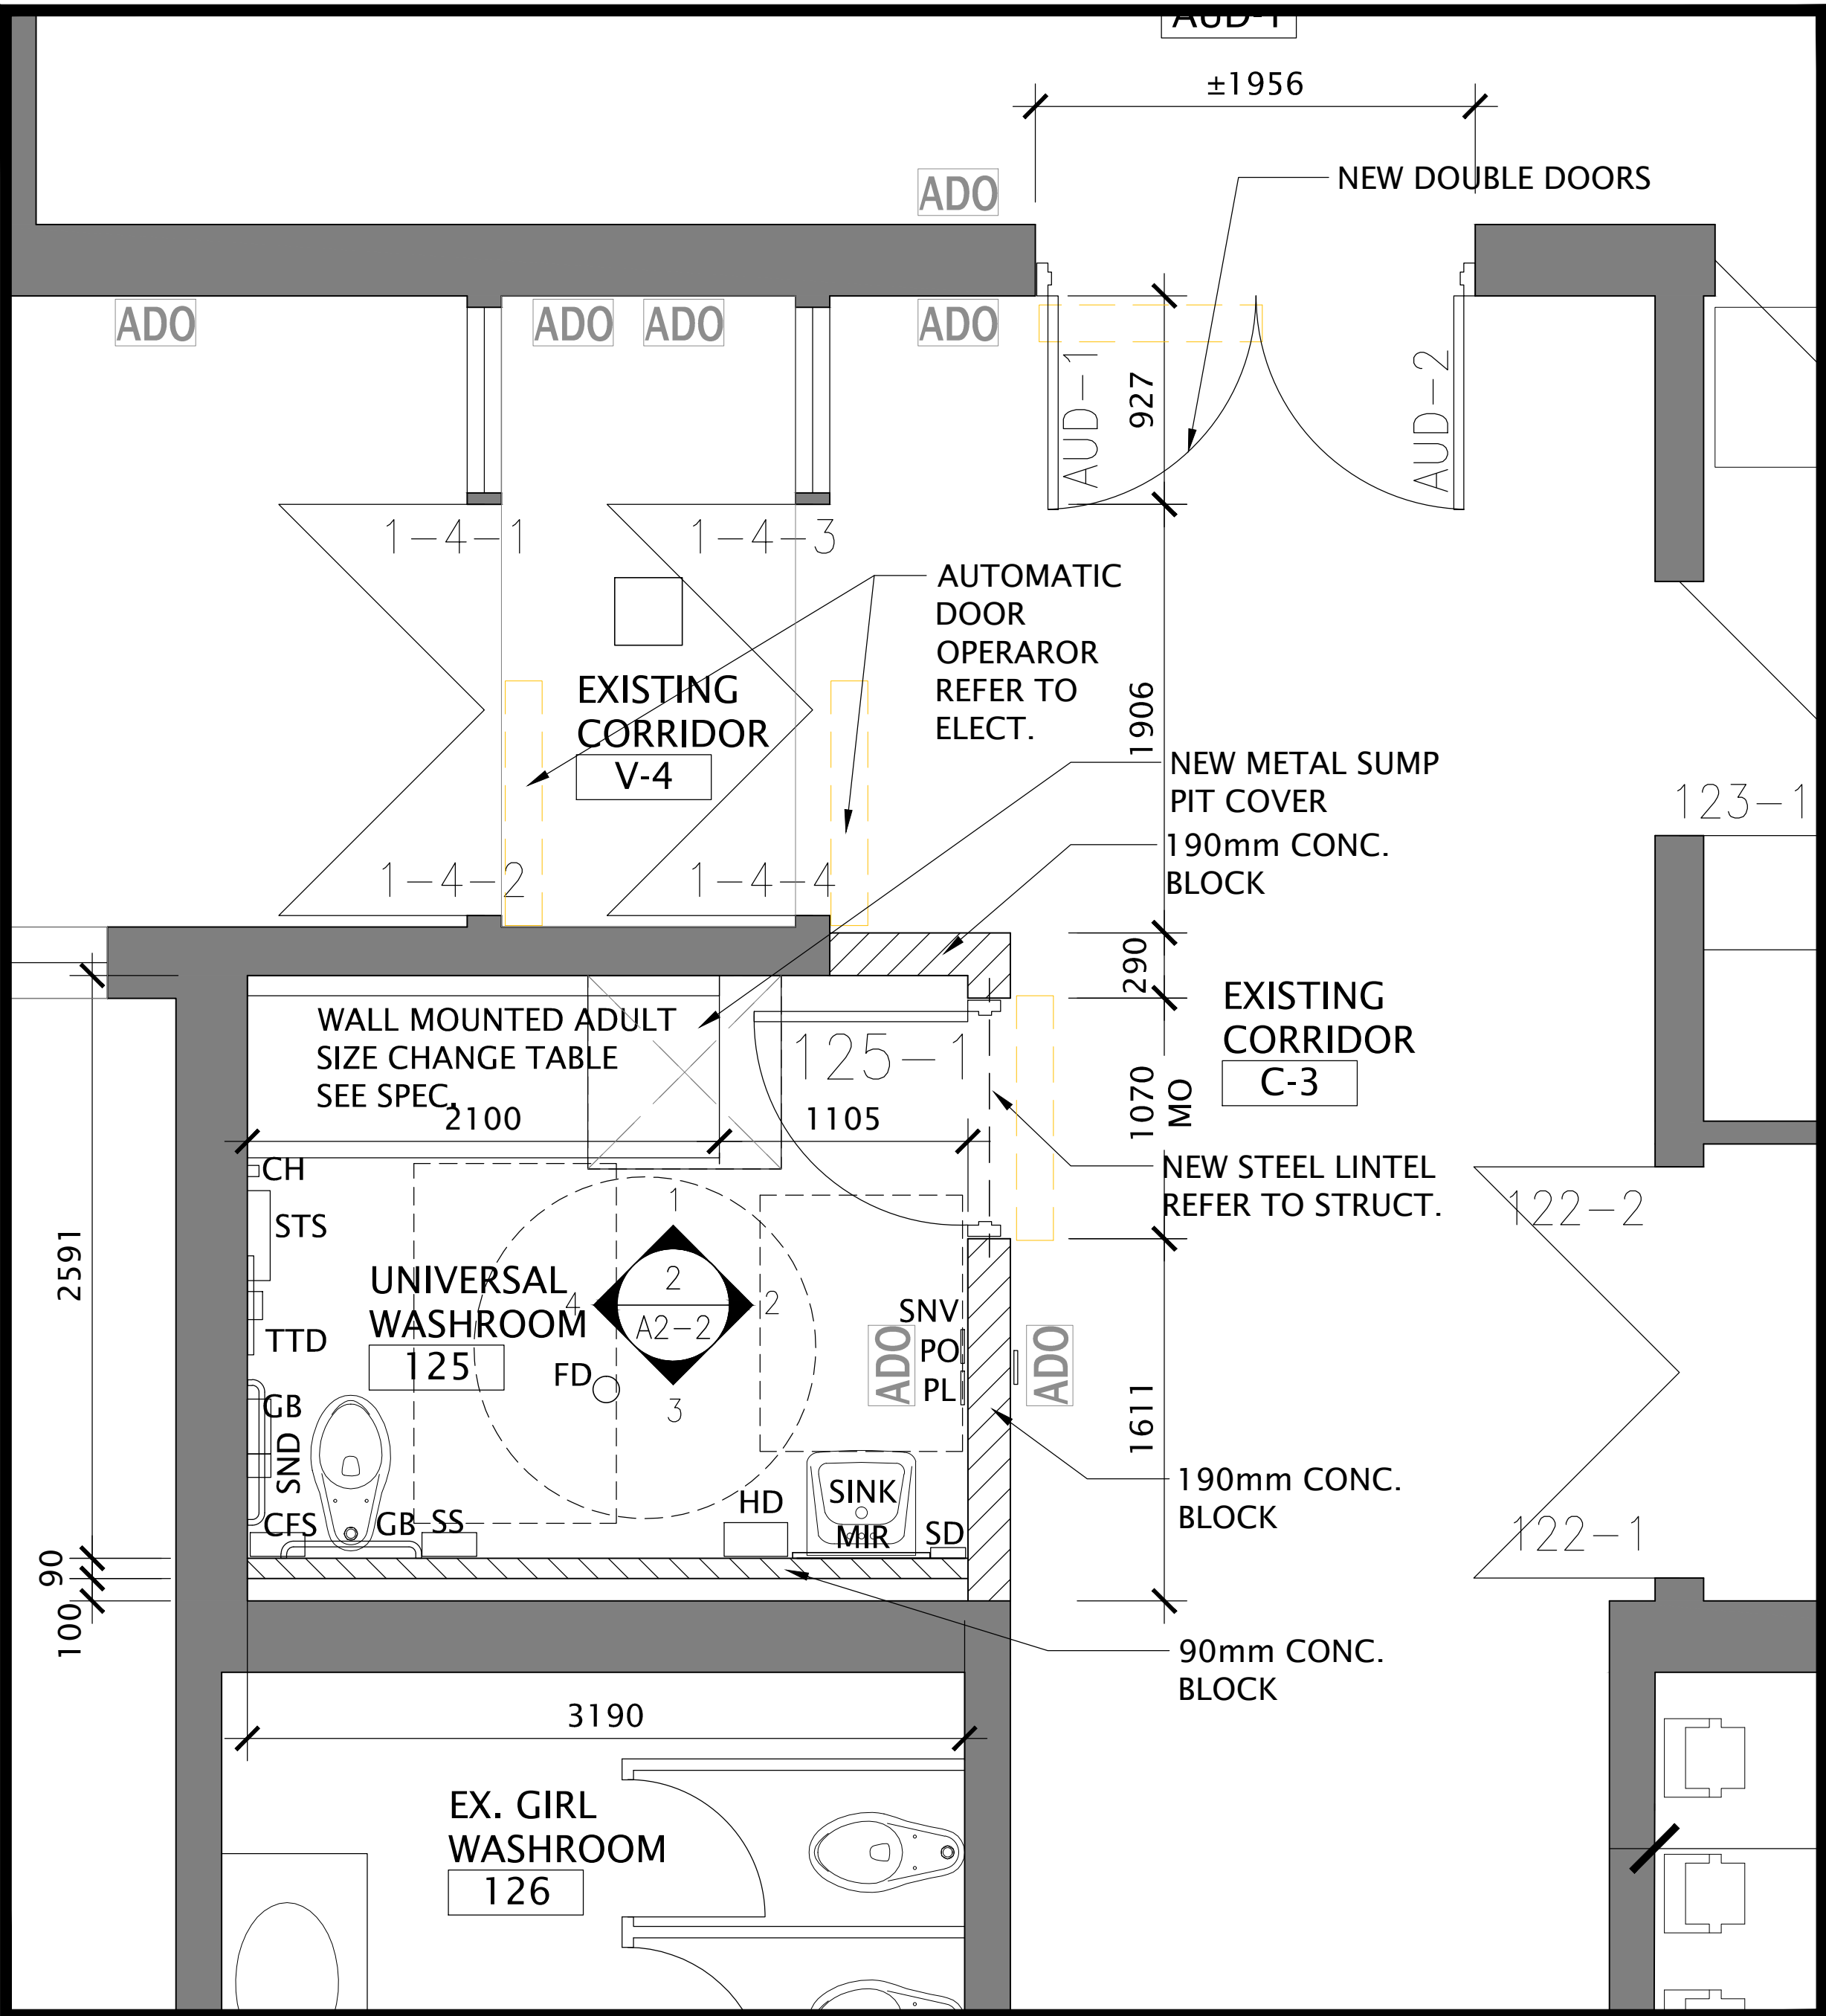 AUD-1
±1956
NEW DOUBLE DOORS
ADO
ADO
ADO
ADO
ADO
AUD-1
927
AUD-2
1-4-1
1-4-3
AUTOMATIC
DOOR
OPERAROR
REFER TO
ELECT.
EXISTING
CORRIDOR
V-4
1906
NEW METAL SUMP
PIT COVER
123-1
190mm CONC.
BLOCK
1-4-2
1-4-4
290
EXISTING
CORRIDOR
C-3
WALL MOUNTED ADULT
SIZE CHANGE TABLE
SEE SPEC.
125-1
2100
1105
1070
MO
NEW STEEL LINTEL
REFER TO STRUCT.
122-2
CH
STS
2591
UNIVERSAL
WASHROOM
125
TTD
1
2
A2-2
4
2
3
FD
SNV
PO
PL
ADO
ADO
1611
GB
SND
CFS
GB
SS
HD
SINK
MIR
SD
190mm CONC.
BLOCK
122-1
90
100
90mm CONC.
BLOCK
3190
EX. GIRL
WASHROOM
126